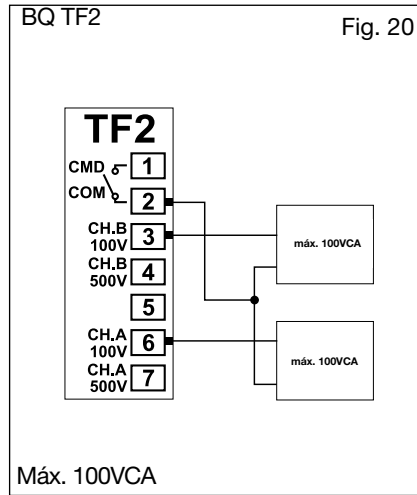 BQ TF2
Fig. 20
TF2
CMD
1
COM
2
CH.B
100V
3
CH.B
500V
4
5
CH.A
100V
6
CH.A
500V
7
máx. 100VCA
máx. 100VCA
Máx. 100VCA